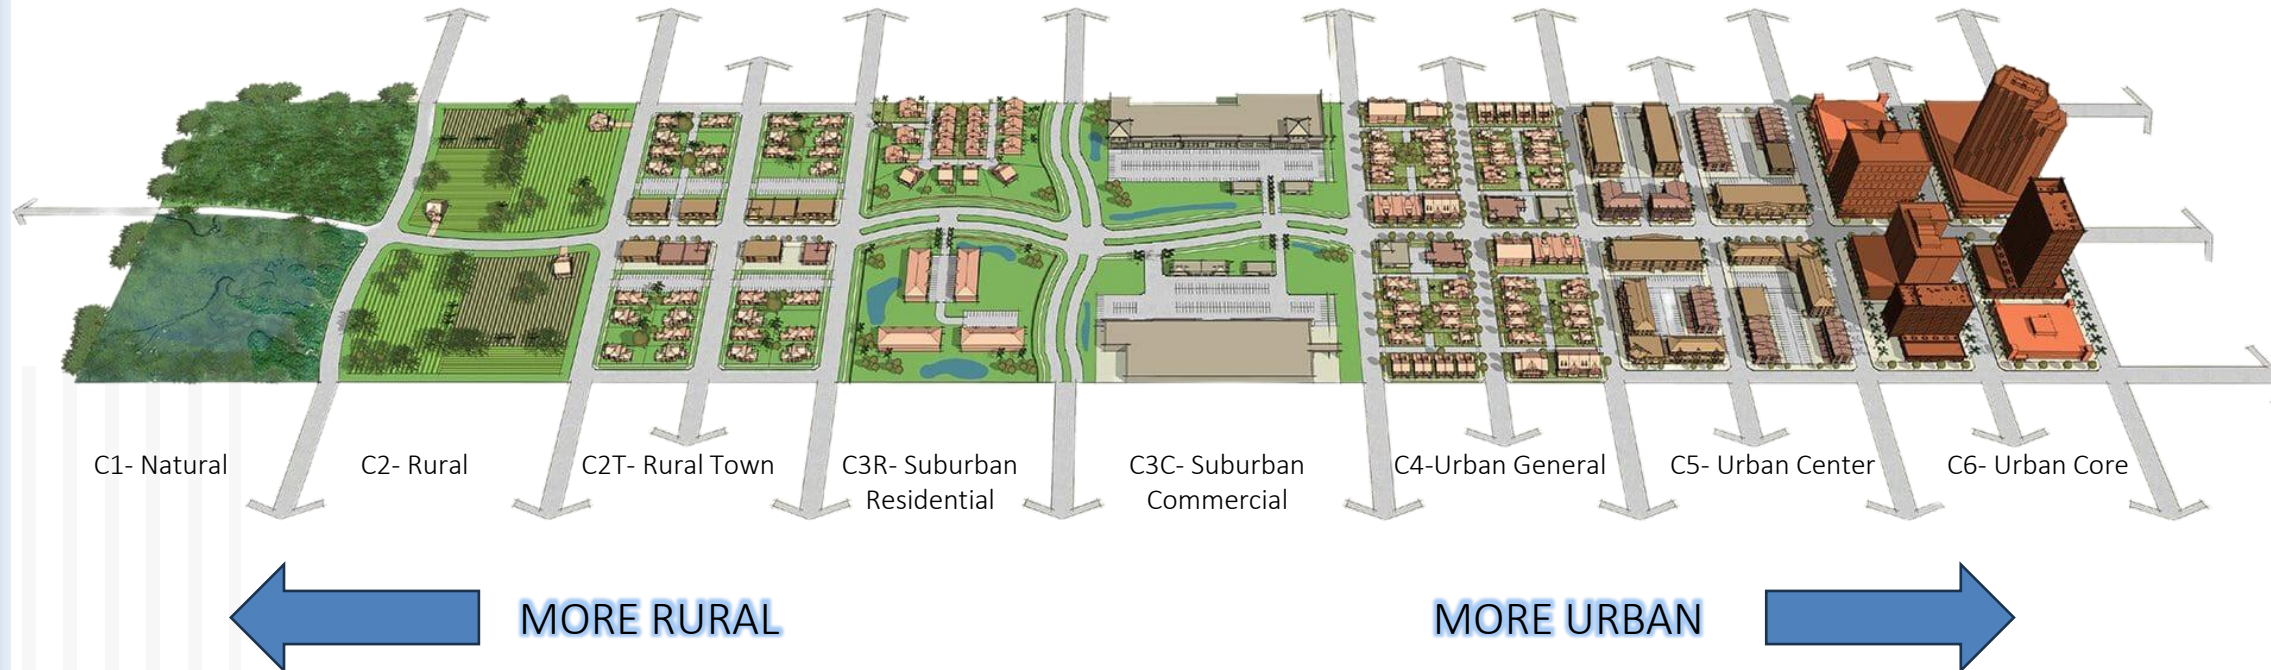 C1- Natural
C2- Rural
C2T- Rural Town
C3R- Suburban
Residential
C3C- Suburban
Commercial
C4-Urban General
C5- Urban Center
C6- Urban Core
MORE RURAL
MORE URBAN